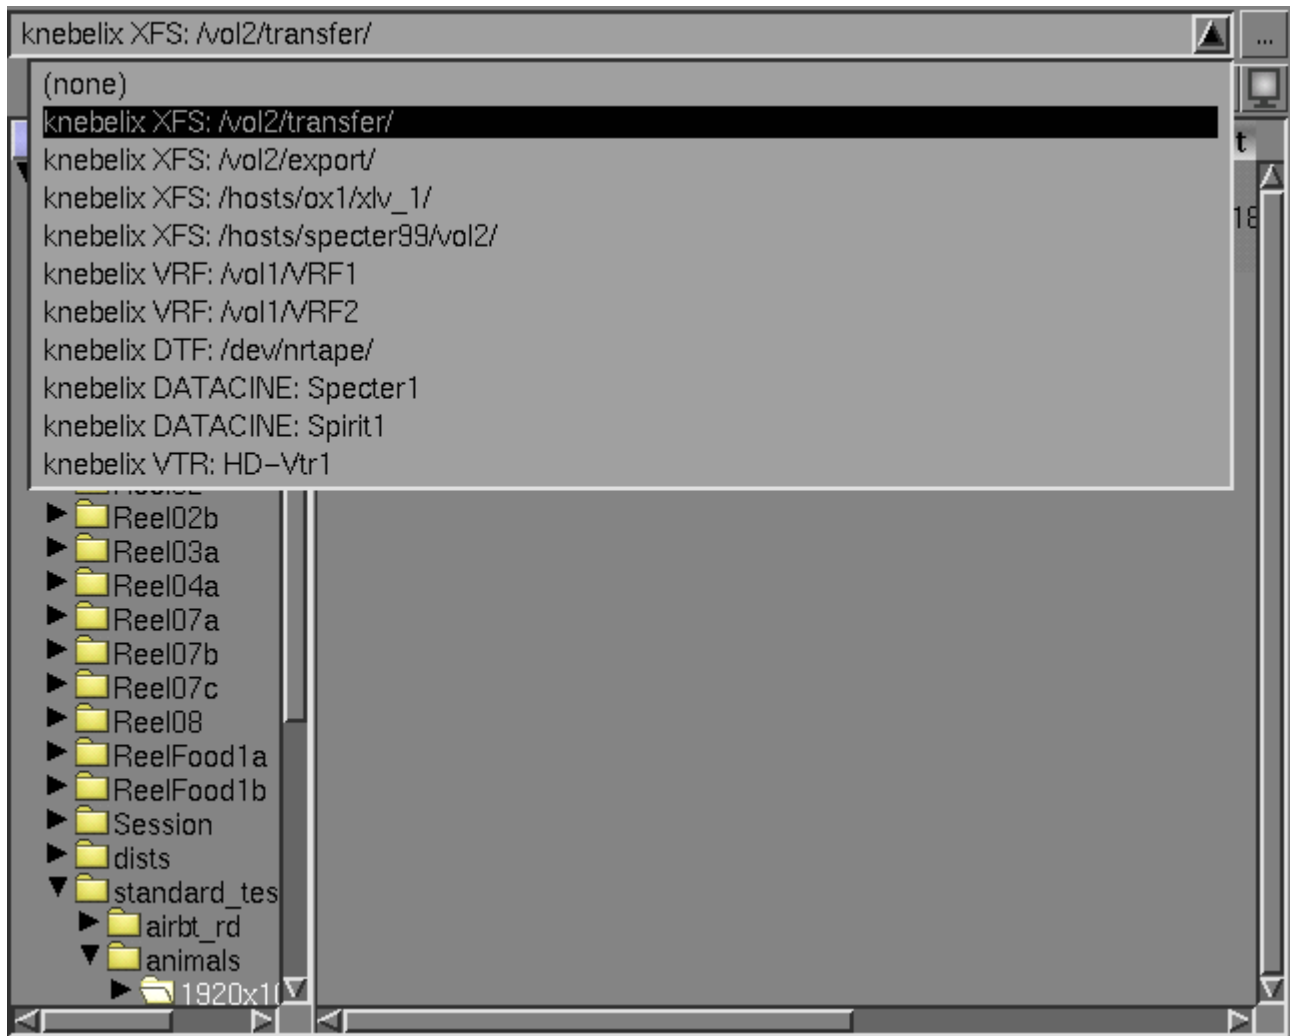 knebelix XFS: /vol2/transfer/
...
(none)
knebelix XFS: /vol2/transfer/
knebelix XFS: /vol2/export/
t
knebelix XFS: /hosts/ox1/xlv_1/
18
knebelix XFS: /hosts/specter99/vol2/
knebelix VRF: /vol1/VRF1
knebelix VRF: /vol1/VRF2
knebelix DTF: /dev/nrtape/
knebelix DATACINE: Specter1
knebelix DATACINE: Spirit1
knebelix VTR: HD-Vtr1
Reel02b
Reel03a
Reel04a
Reel07a
Reel07b
Reel07c
Reel08
ReelFood1a
ReelFood1b
Session
dists
standard_tes
airbt_rd
animals
1920x10